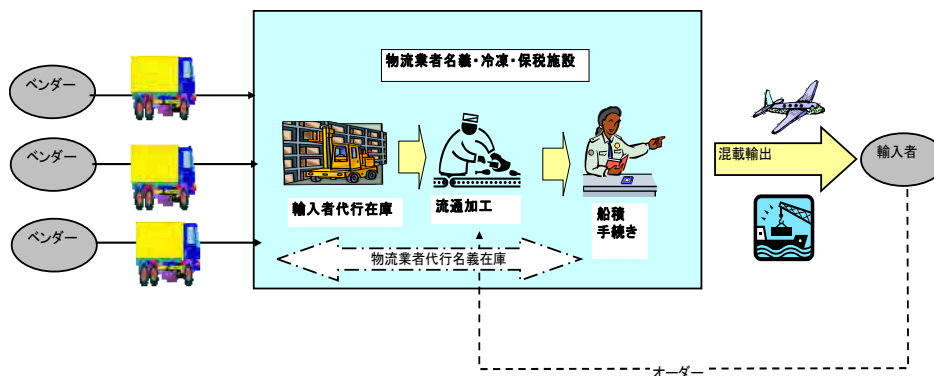 物流業者名義・冷凍・保税施設
ベンダー
ベンダー
ベンダー
輸入者代行在庫
流通加工
船積
手続き
物流業者代行名義在庫
混載輸出
輸入者
オーダー